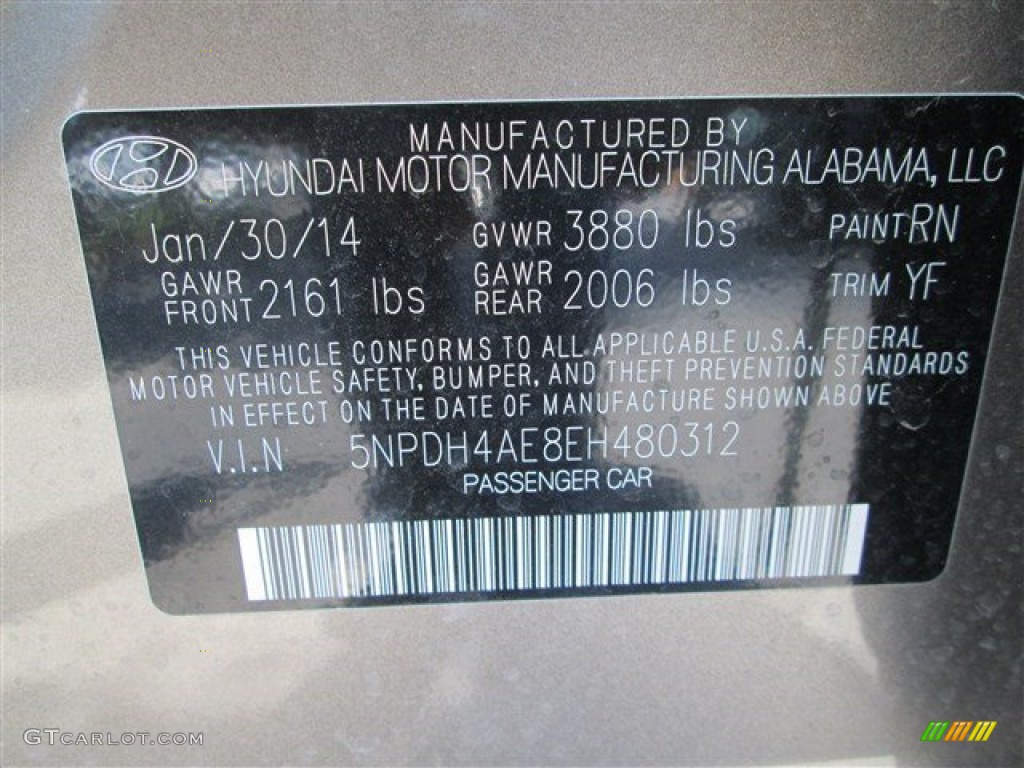 MANUFACTURED BY
HYUNDAI MOTOR MANUFACTURING ALABAMA, LLC
Jan/30/14 GVWR 3880 lbs PAINT RN
GAWR FRONT 2161 lbs GAWR REAR 2006 lbs TRIM YF
THIS VEHICLE CONFORMS TO ALL APPLICABLE U.S.A. FEDERAL
MOTOR VEHICLE SAFETY, BUMPER, AND THEFT PREVENTION STANDARDS
IN EFFECT ON THE DATE OF MANUFACTURE SHOWN ABOVE
V.I.N 5NPDH4AE8EH480312
PASSENGER CAR
GTCARLOT.COM